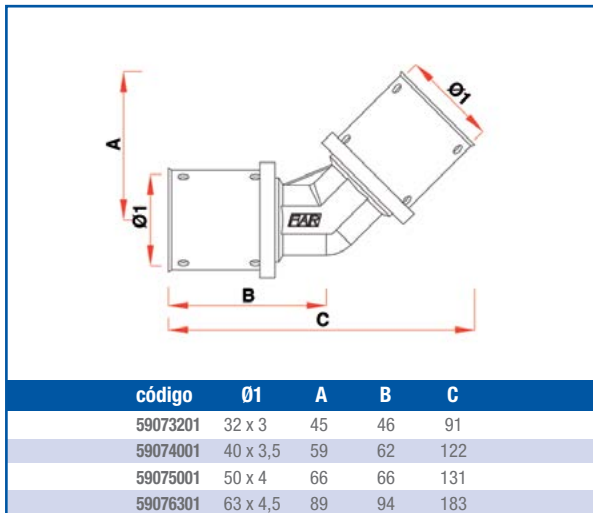 Ø1
A
Ø1
FAR
B
C
código Ø1 A B C
59073201 32 x 3 45 46 91
59074001 40 x 3,5 59 62 122
59075001 50 x 4 66 66 131
59076301 63 x 4,5 89 94 183